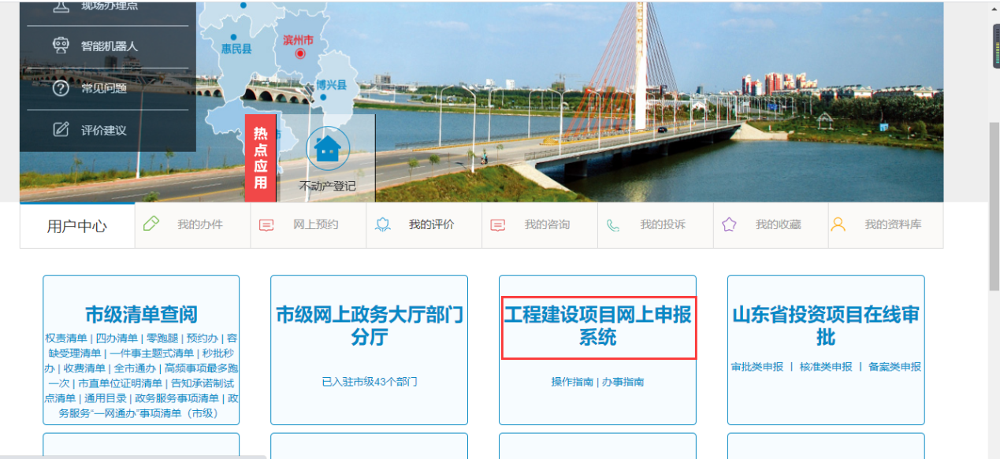 现场办理点
智能机器人
常见问题
评价建议
惠民县
滨州市
博兴县
热点应用
不动产登记
用户中心
我的办件
网上预约
我的评价
我的咨询
我的投诉
我的收藏
我的资料库
市级清单查阅
权责清单 | 四办清单 | 零跑腿 | 预约办 | 容
缺受理清单 | 一件事主题式清单 | 秒批秒
办 | 收费清单 | 全市通办 | 高频事项最多跑
一次 | 市直单位证明清单 | 告知承诺制试
点清单 | 通用目录 | 政务服务事项清单 | 政
务服务“一网通办”事项清单（市级）
市级网上政务大厅部门
分厅
已入驻市级43个部门
工程建设项目网上申报
系统
操作指南 | 办事指南
山东省投资项目在线审
批
审批类申报 | 核准类申报 | 备案类申报